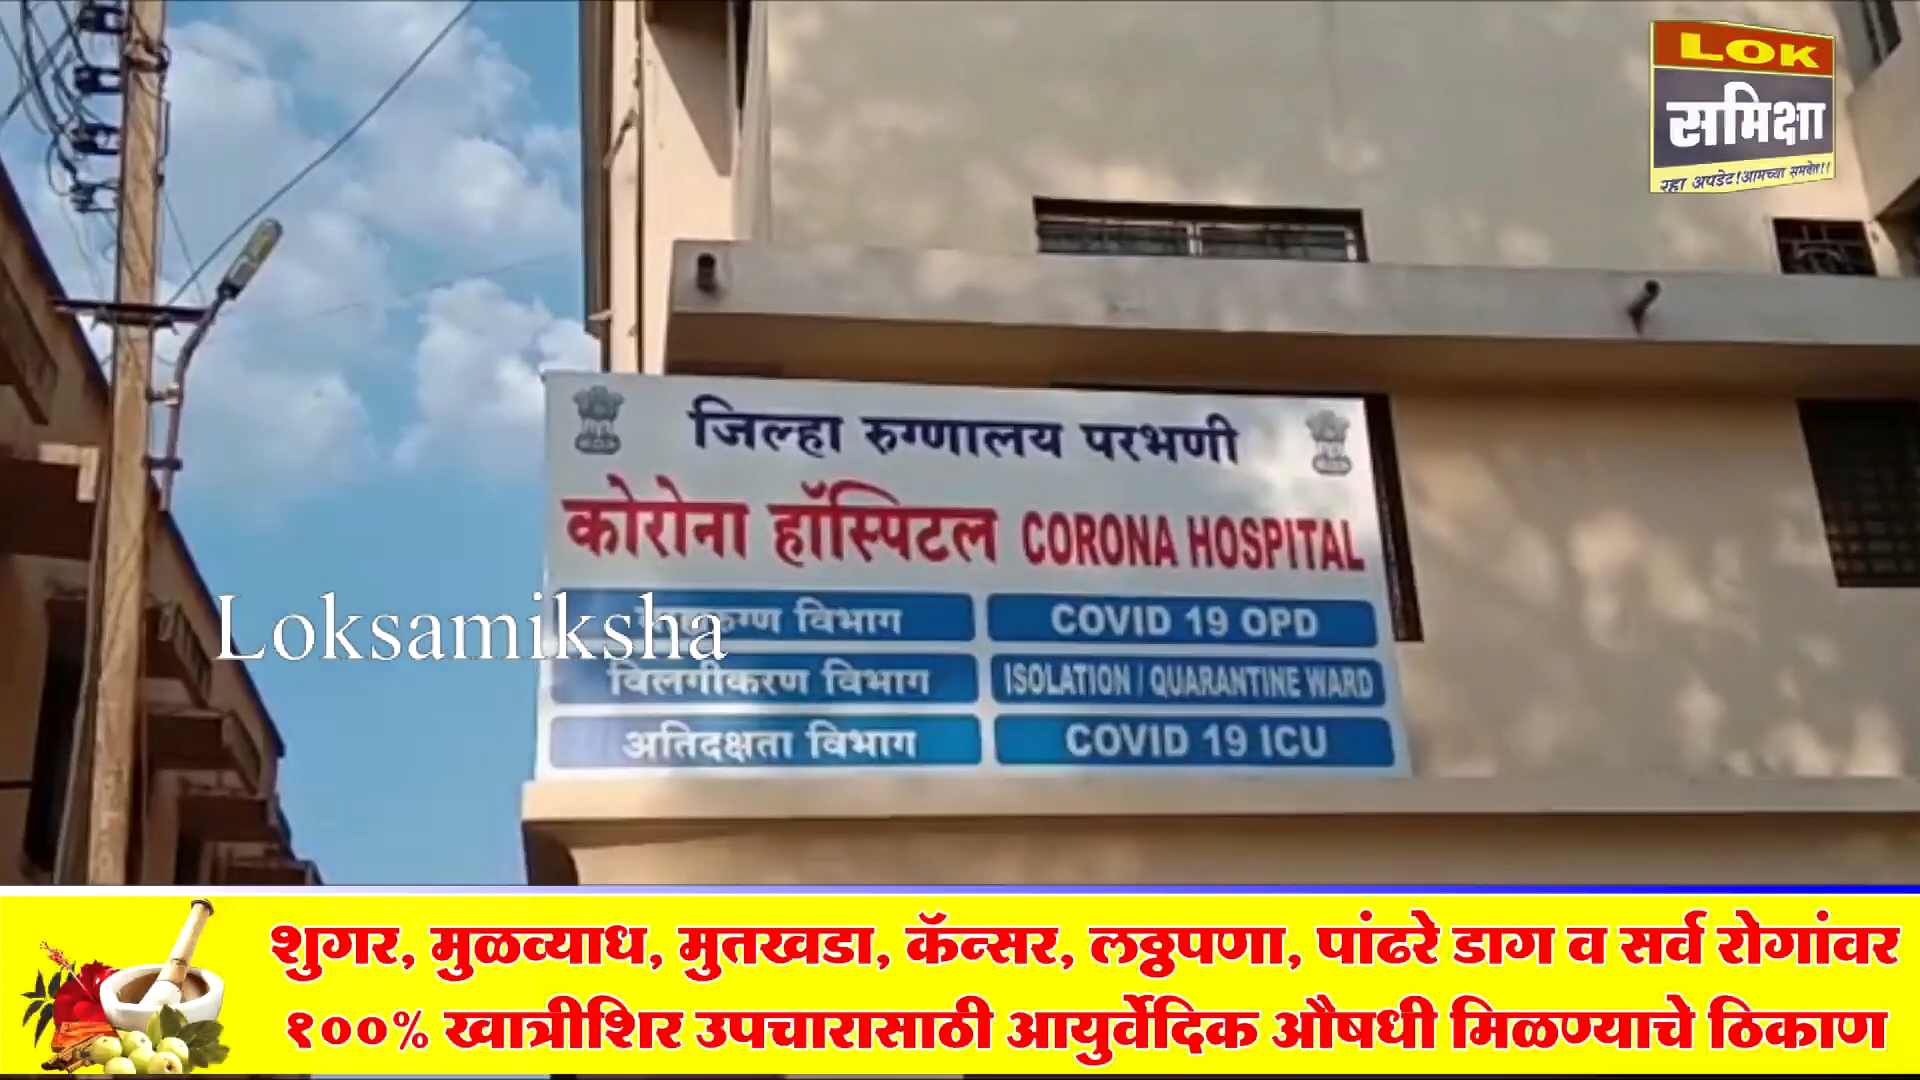 LOK
समिक्षा
रहा अपडेट!आमच्या समवेत!!
जिल्हा रुग्णालय परभणी
कोरोना हॉस्पिटल CORONA HOSPITAL
विभाग COVID 19 OPD
Loksamiksha
विलगीकरण विभाग ISOLATION / QUARANTINE WARD
अतिदक्षता विभाग COVID 19 ICU
शुगर, मुळव्याध, मुतखडा, कॅन्सर, लठ्ठपणा, पांढरे डाग व सर्व रोगांवर
१००% खात्रीशिर उपचारासाठी आयुर्वेदिक औषधी मिळण्याचे ठिकाण